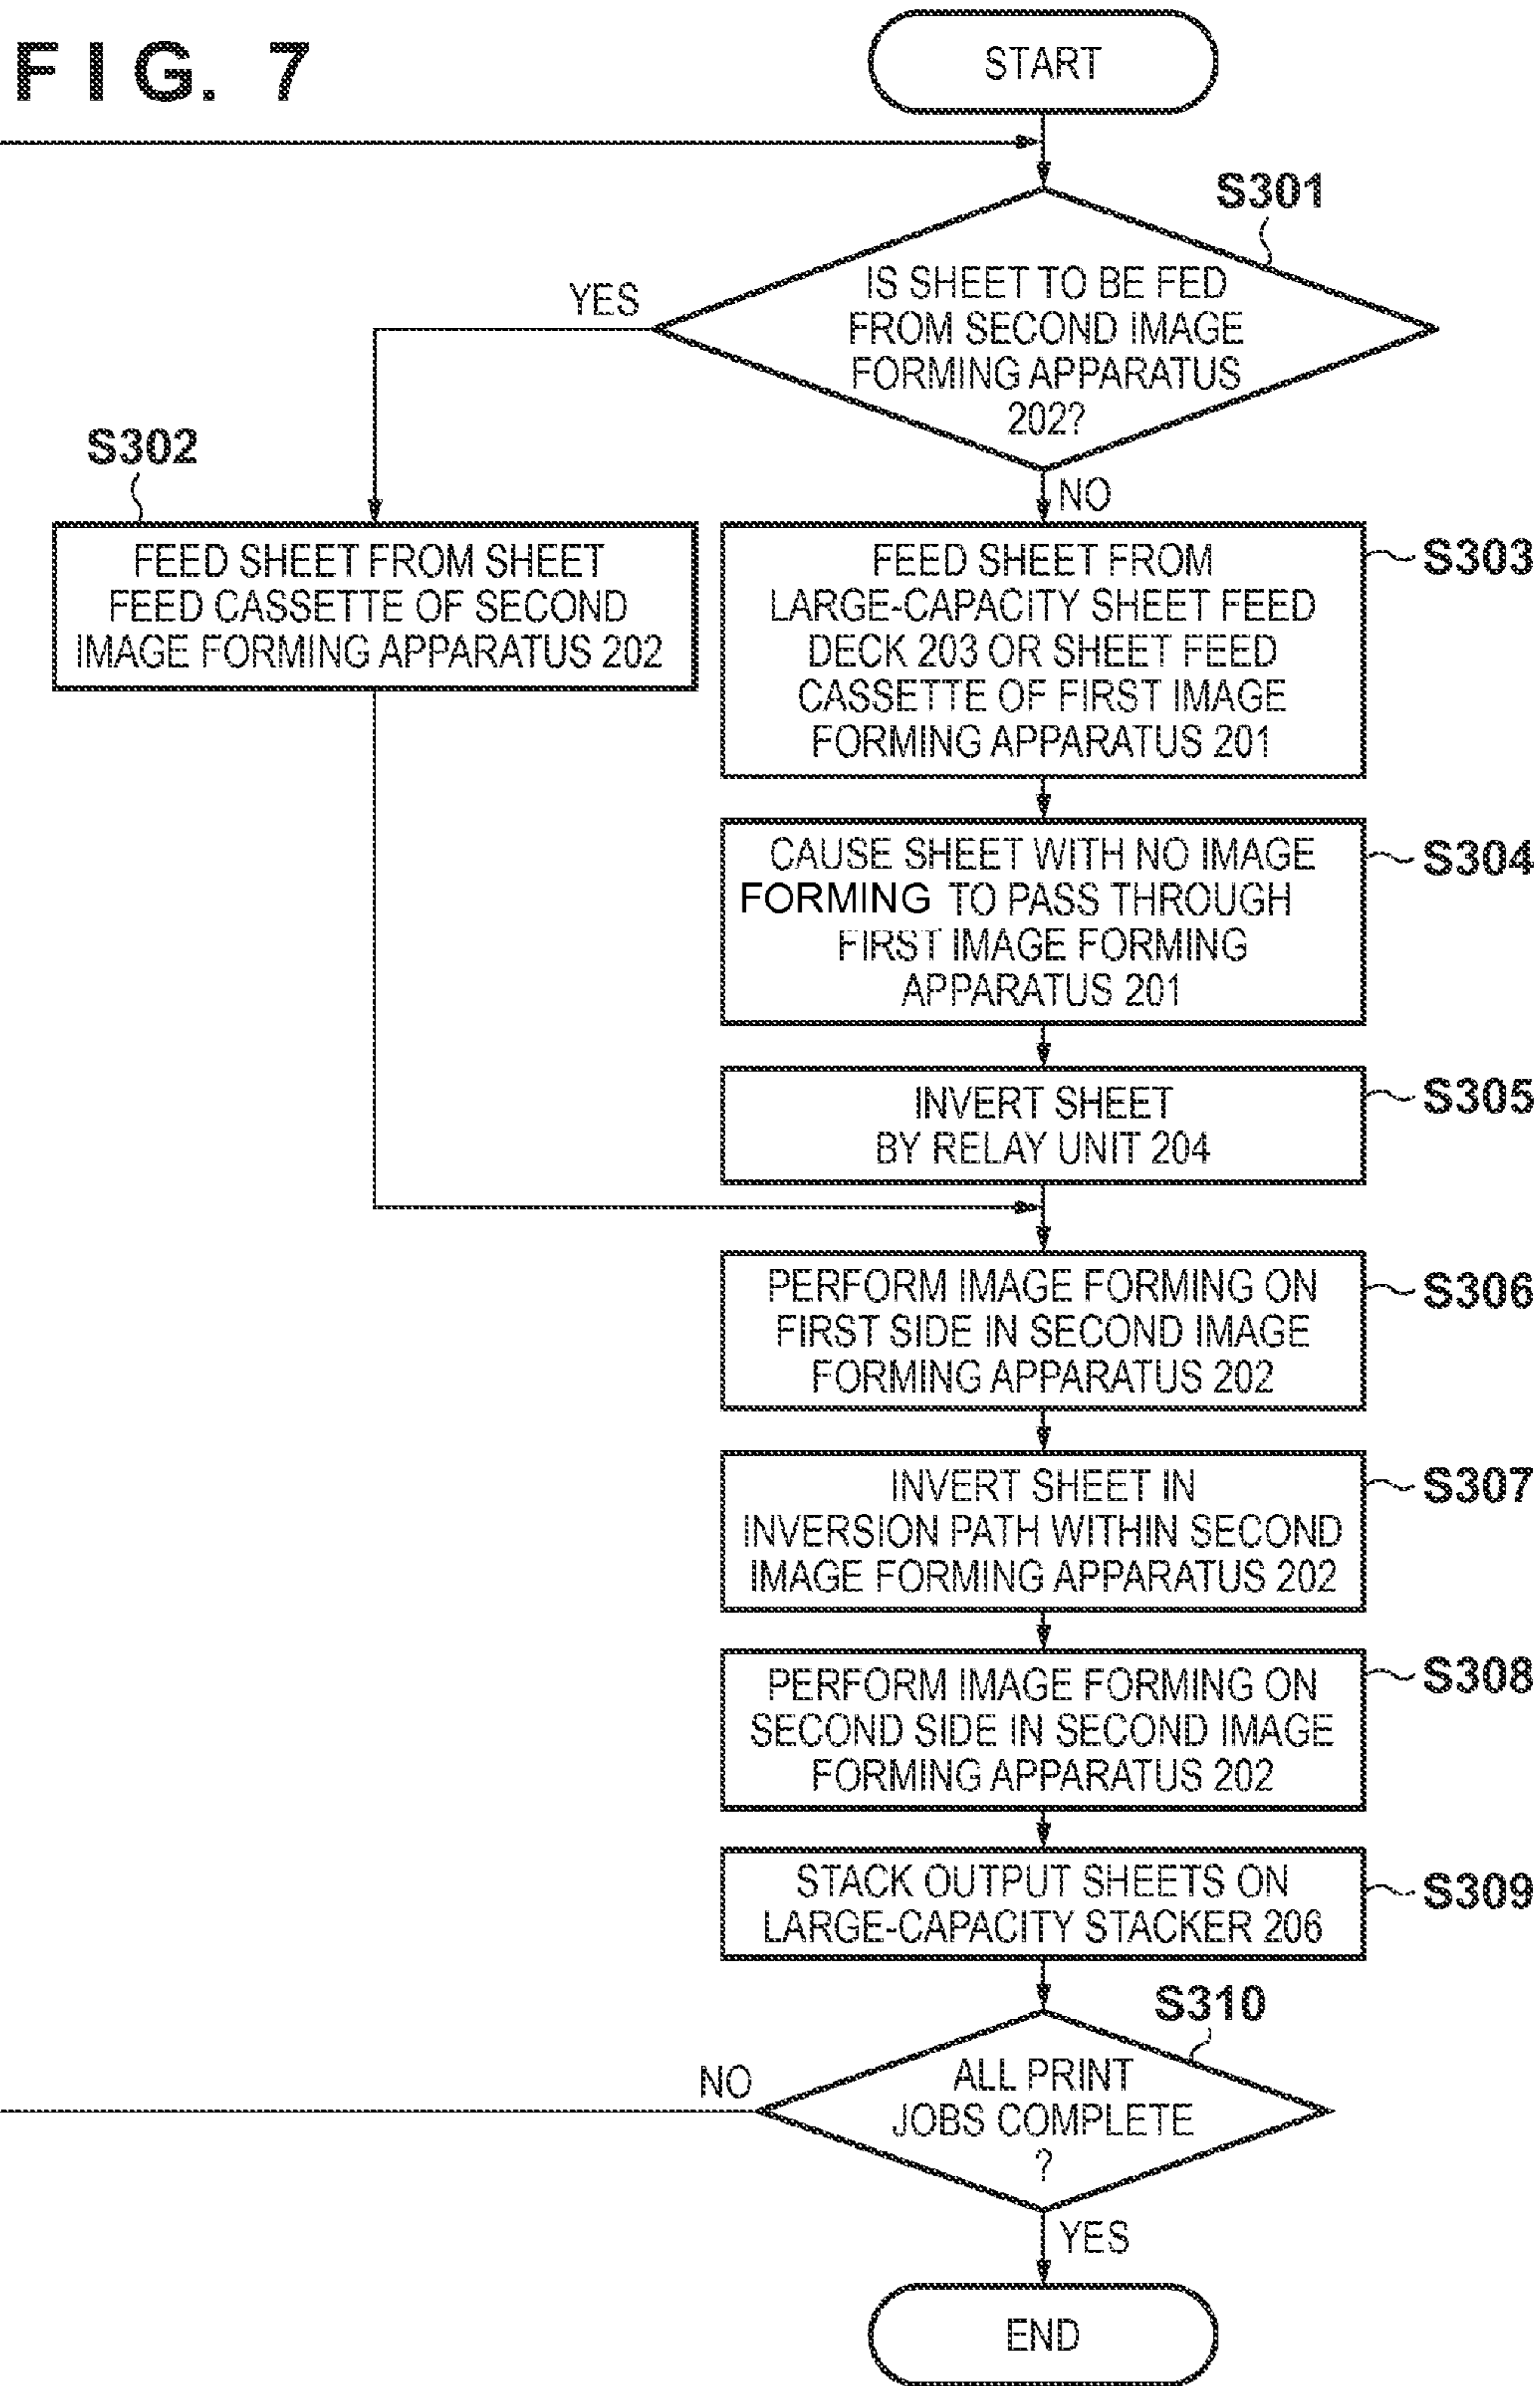 FIG. 7
START
S301
IS SHEET TO BE FED
FROM SECOND IMAGE
FORMING APPARATUS
202?
YES
NO
S302
FEED SHEET FROM SHEET
FEED CASSETTE OF SECOND
IMAGE FORMING APPARATUS 202
FEED SHEET FROM
LARGE-CAPACITY SHEET FEED
DECK 203 OR SHEET FEED
CASSETTE OF FIRST IMAGE
FORMING APPARATUS 201
S303
CAUSE SHEET WITH NO IMAGE
FORMING TO PASS THROUGH
FIRST IMAGE FORMING
APPARATUS 201
S304
INVERT SHEET
BY RELAY UNIT 204
S305
PERFORM IMAGE FORMING ON
FIRST SIDE IN SECOND IMAGE
FORMING APPARATUS 202
S306
INVERT SHEET IN
INVERSION PATH WITHIN SECOND
IMAGE FORMING APPARATUS 202
S307
PERFORM IMAGE FORMING ON
SECOND SIDE IN SECOND IMAGE
FORMING APPARATUS 202
S308
STACK OUTPUT SHEETS ON
LARGE-CAPACITY STACKER 206
S309
S310
ALL PRINT
JOBS COMPLETE
?
NO
YES
END